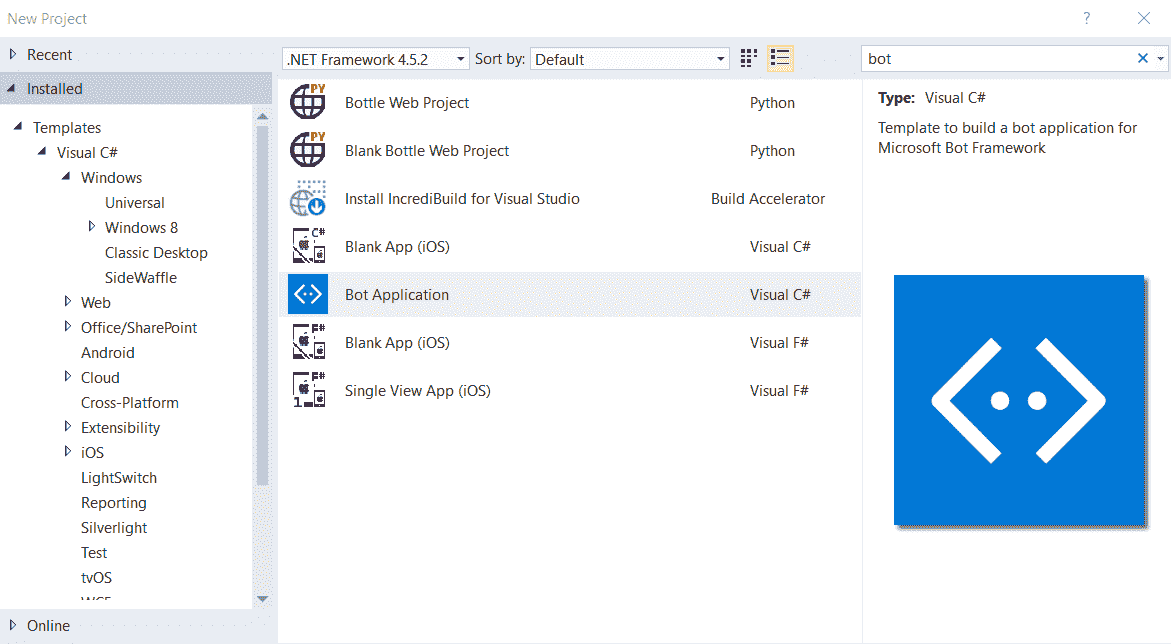 New Project
?
Recent
Installed
Templates
Visual C#
Windows
Universal
Windows 8
Classic Desktop
SideWaffle
Web
Office/SharePoint
Android
Cloud
Cross-Platform
Extensibility
iOS
LightSwitch
Reporting
Silverlight
Test
tvOS
Online
.NET Framework 4.5.2
Sort by: Default
PY
Bottle Web Project Python
PY
Blank Bottle Web Project Python
Install IncrediBuild for Visual Studio Build Accelerator
C#
Blank App (iOS) Visual C#
Bot Application Visual C#
F#
Blank App (iOS) Visual F#
F#
1
Single View App (iOS) Visual F#
bot
Type: Visual C#
Template to build a bot application for
Microsoft Bot Framework